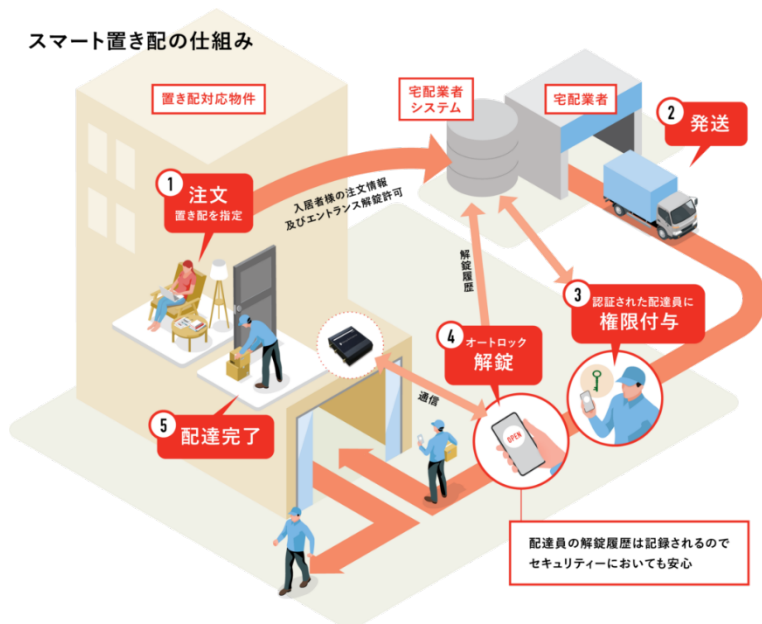 スマート置き配の仕組み
置き配対応物件
宅配業者
システム
宅配業者
2
発送
1
注文
置き配を指定
入居者様の注文情報
及びエントランス解錠許可
解錠履歴
3
認証された配達員に
権限付与
4
オートロック
解錠
通信
OPEN
5
配達完了
配達員の解錠履歴は記録されるので
セキュリティーにおいても安心